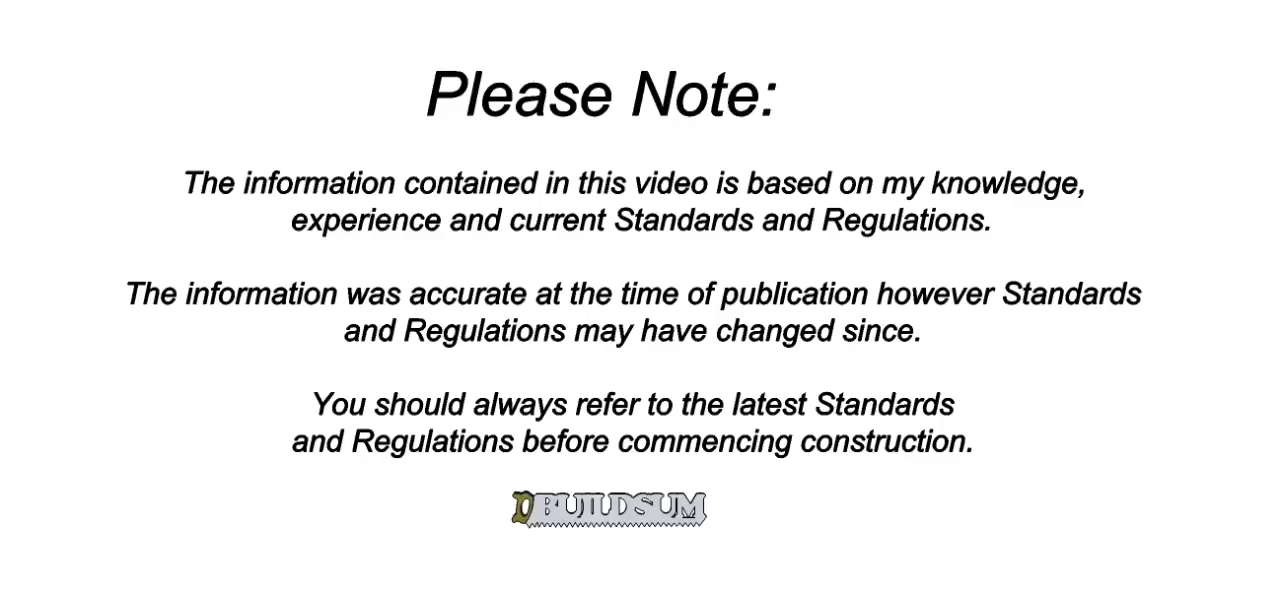 Please Note:
The information contained in this video is based on my knowledge,
experience and current Standards and Regulations.
The information was accurate at the time of publication however Standards
and Regulations may have changed since.
You should always refer to the latest Standards
and Regulations before commencing construction.
BUILDSUM